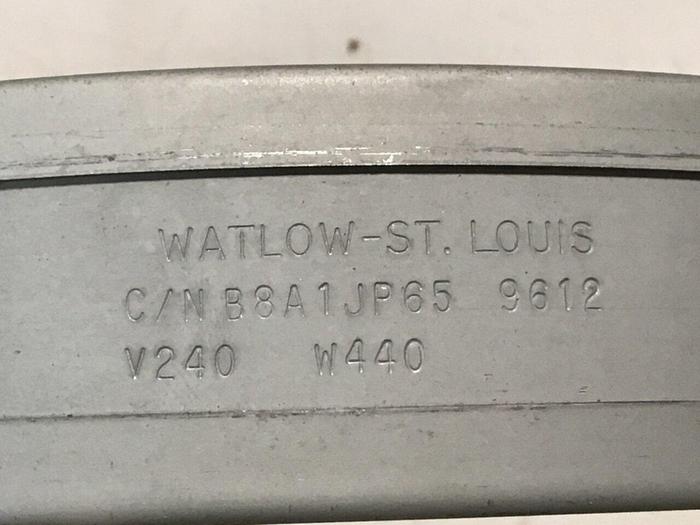 WATLOW-ST. LOUIS
C/N B8A1JP65 9612
V240 W440